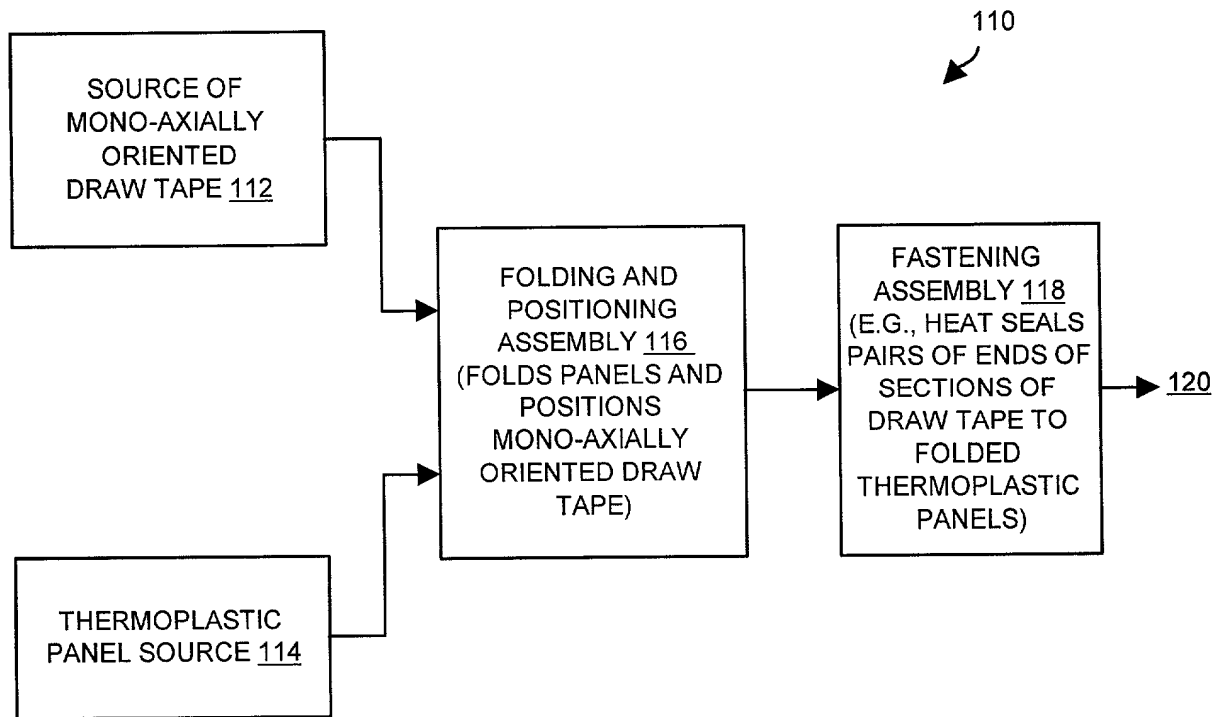 110
SOURCE OF
MONO-AXIALLY
ORIENTED
DRAW TAPE 112
FOLDING AND
POSITIONING
ASSEMBLY 116
(FOLDS PANELS AND
POSITIONS
MONO-AXIALLY
ORIENTED DRAW
TAPE)
FASTENING
ASSEMBLY 118
(E.G., HEAT SEALS
PAIRS OF ENDS OF
SECTIONS OF
DRAW TAPE TO
FOLDED
THERMOPLASTIC
PANELS)
120
THERMOPLASTIC
PANEL SOURCE 114